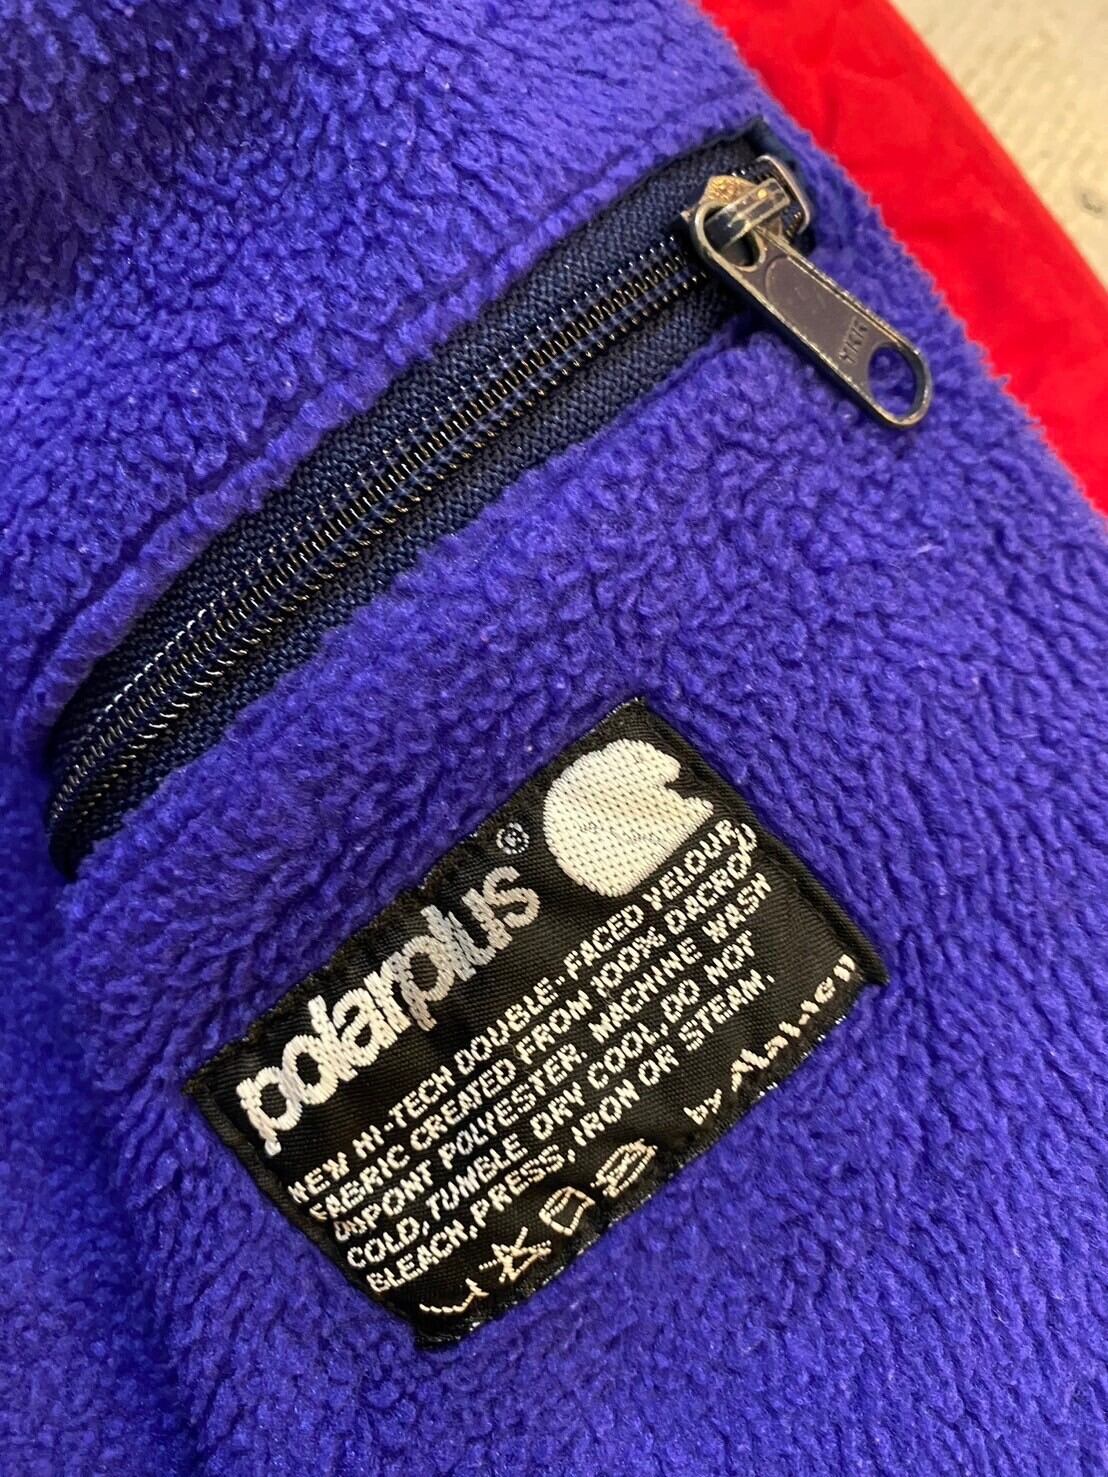 YKK
polarplus®
NEW HI-TECH DOUBLE-FACED VELOUR
FABRIC CREATED FROM 100% DACRON
DUPONT POLYESTER. MACHINE WASH
COLD, TUMBLE DRY COOL, DO NOT
BLEACH, PRESS, IRON OR STEAM.
by